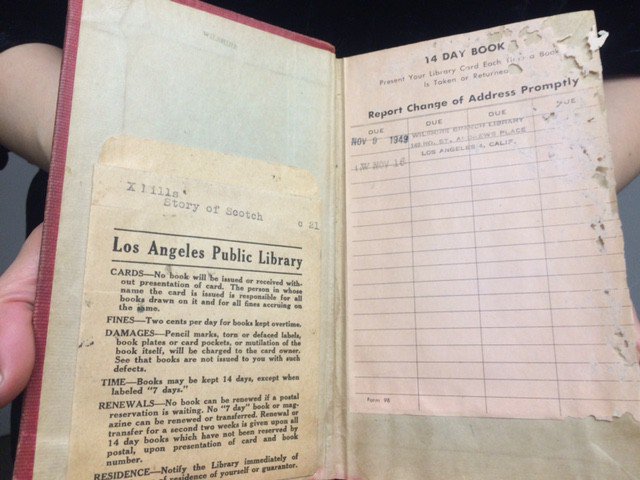 WILSHIRE
X Mills
Story of Scotch
c 21
Los Angeles Public Library
CARDS—No book will be issued or received with-
out presentation of card. The person in whose
name the card is issued is responsible for all
books drawn on it and for all fines accruing on
the same.
FINES—Two cents per day for books kept overtime.
DAMAGES—Pencil marks, torn or defaced labels,
book plates or card pockets, or mutilation of the
book itself, will be charged to the card owner.
See that books are not issued to you with such
defects.
TIME—Books may be kept 14 days, except when
labeled "7 days."
RENEWALS—No book can be renewed if a postal
reservation is waiting. No "7 day" book or mag-
azine can be renewed or transferred. Renewal or
transfer for a second two weeks is given upon all
14 day books which have not been reserved by
postal, upon presentation of card and book
number.
RESIDENCE—Notify the Library immediately of
of residence of yourself or guarantor.
14 DAY BOOK
Present Your Library Card Each Time a Book
is Taken or Returned
Report Change of Address Promptly
DUE DUE DUE DUE
NOV 9 1949 WILSHIRE BRANCH LIBRARY
149 NO. ST. ANDREWS PLACE
LOS ANGELES 4, CALIF.
NOV 16
Form 98